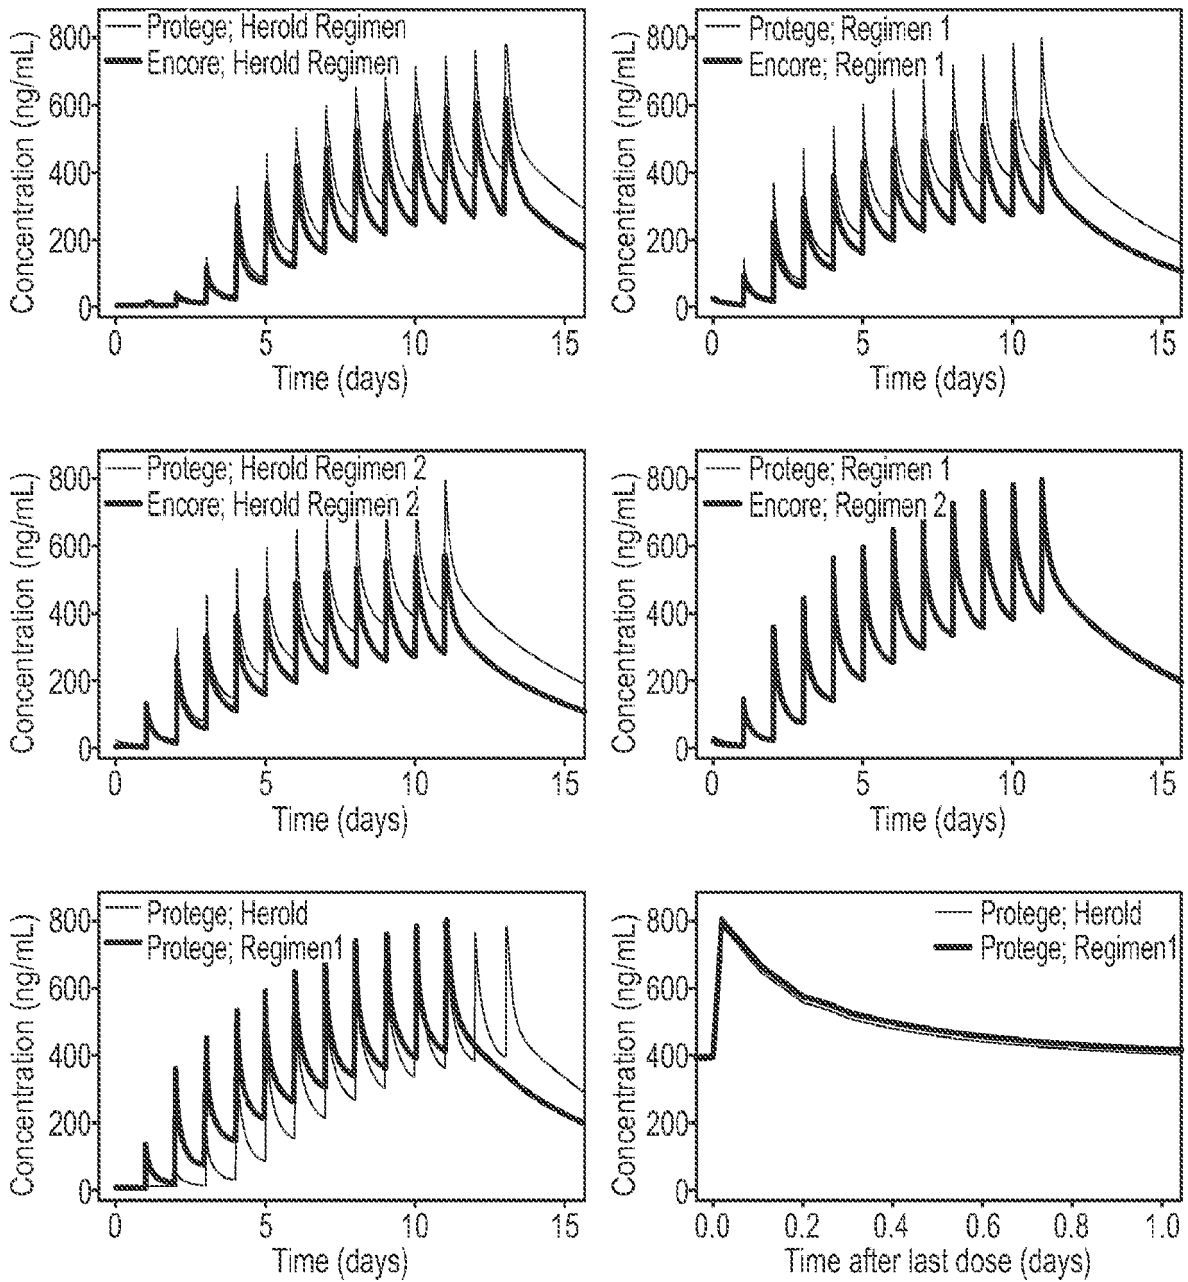 Protege; Herold Regimen
Encore; Herold Regimen
Concentration (ng/mL)
800
600
400
200
0
0 5 10 15
Time (days)
Protege; Regimen 1
Encore; Regimen 1
Concentration (ng/mL)
800
600
400
200
0
0 5 10 15
Time (days)
Protege; Herold Regimen 2
Encore; Herold Regimen 2
Concentration (ng/mL)
800
600
400
200
0
0 5 10 15
Time (days)
Protege; Regimen 1
Encore; Regimen 2
Concentration (ng/mL)
800
600
400
200
0
0 5 10 15
Time (days)
Protege; Herold
Protege; Regimen1
Concentration (ng/mL)
800
600
400
200
0
0 5 10 15
Time (days)
Protege; Herold
Protege; Regimen1
Concentration (ng/mL)
800
600
400
200
0
0.0 0.2 0.4 0.6 0.8 1.0
Time after last dose (days)